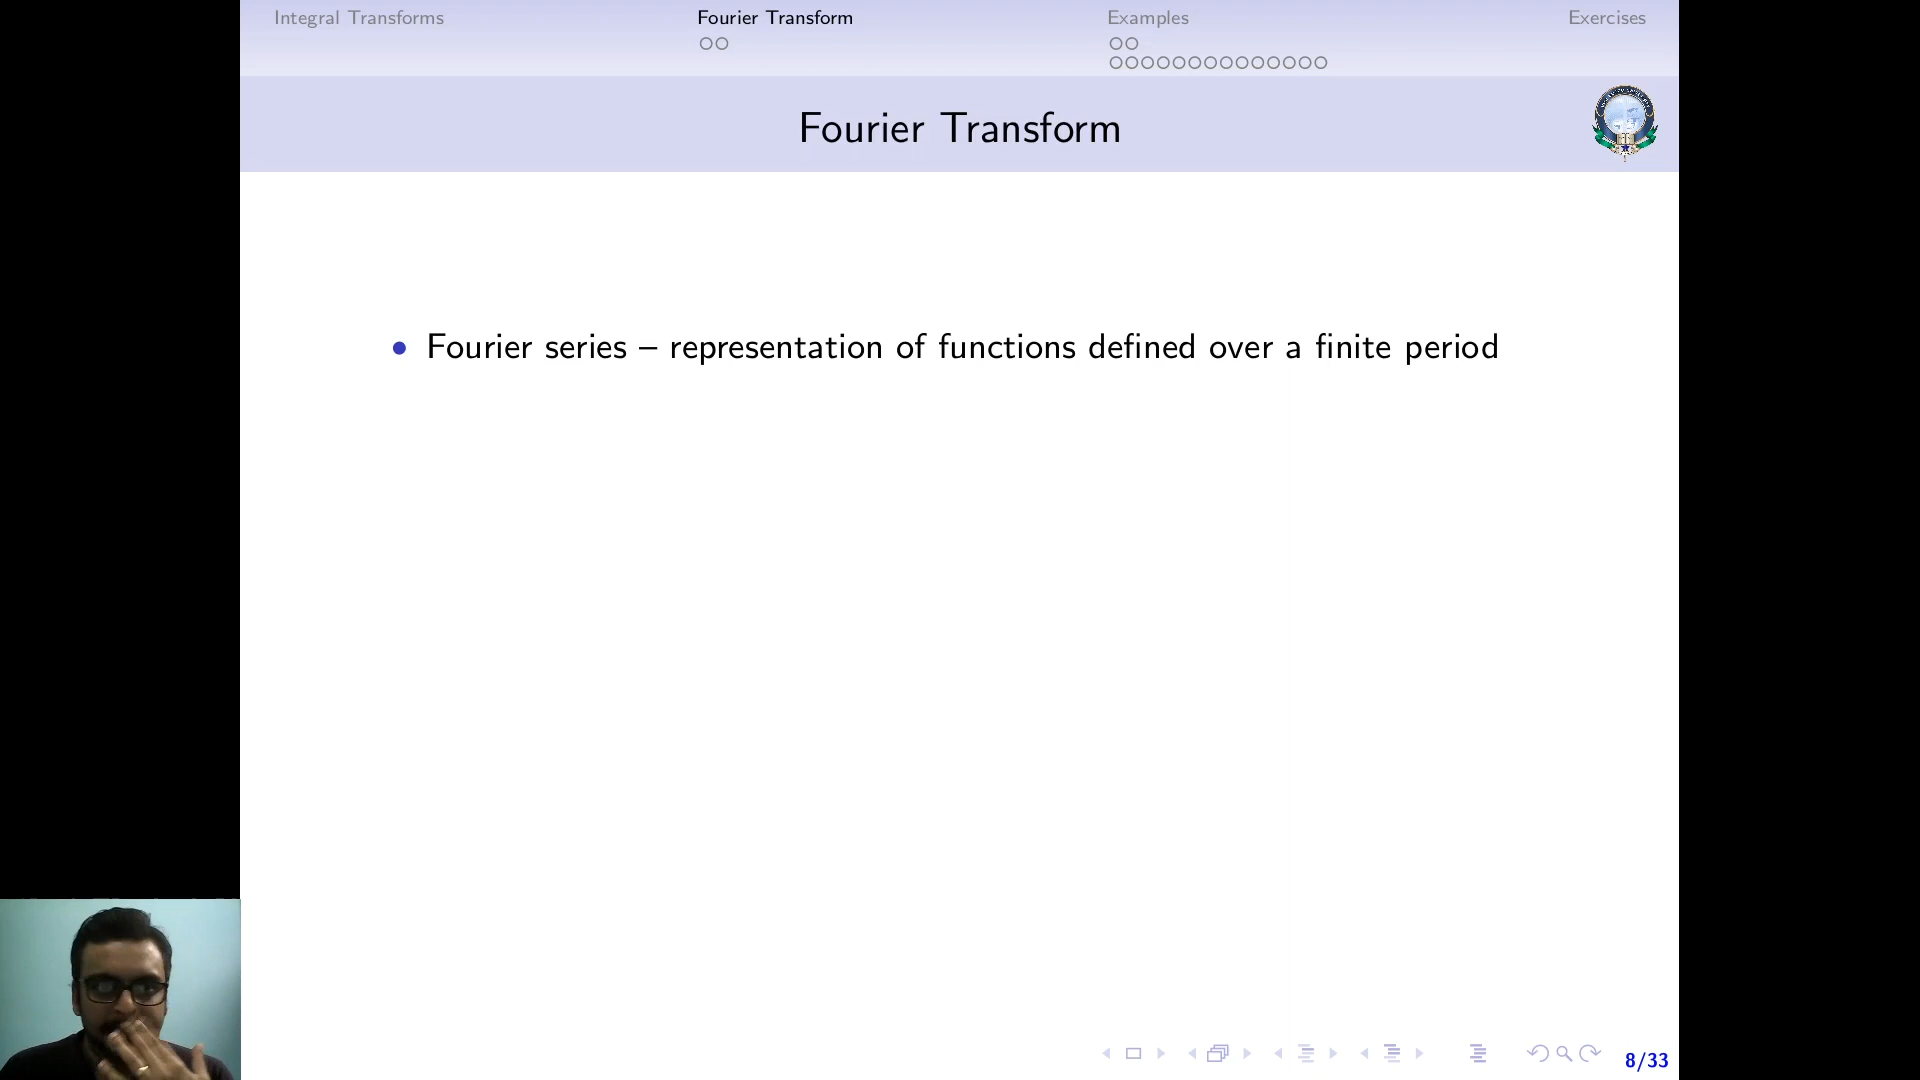 Integral Transforms
Fourier Transform
Examples
Exercises
Fourier Transform
• Fourier series – representation of functions defined over a finite period
8/33